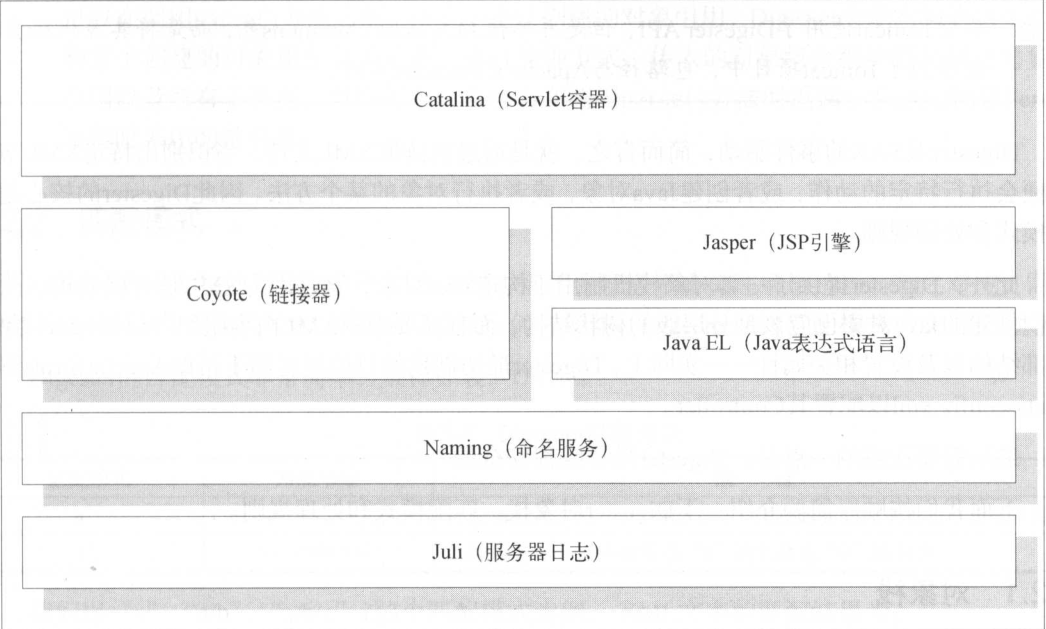 Catalina（Servlet容器）
Coyote（链接器）
Jasper（JSP引擎）
Java EL（Java表达式语言）
Naming（命名服务）
Juli（服务器日志）